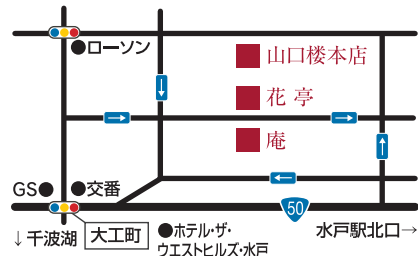 ●ローソン
山口楼本店
花 亭
庵
GS●
●交番
↓千波湖
大工町
●ホテル・ザ・
ウエストヒルズ・水戸
50
水戸駅北口→